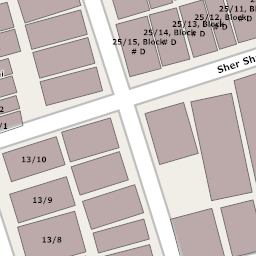 25/11, Block
# D
25/12, Block
# D
25/13, Block
# D
25/14, Block
# D
25/15, Block
# D
Sher Sh
13/10
13/9
13/8